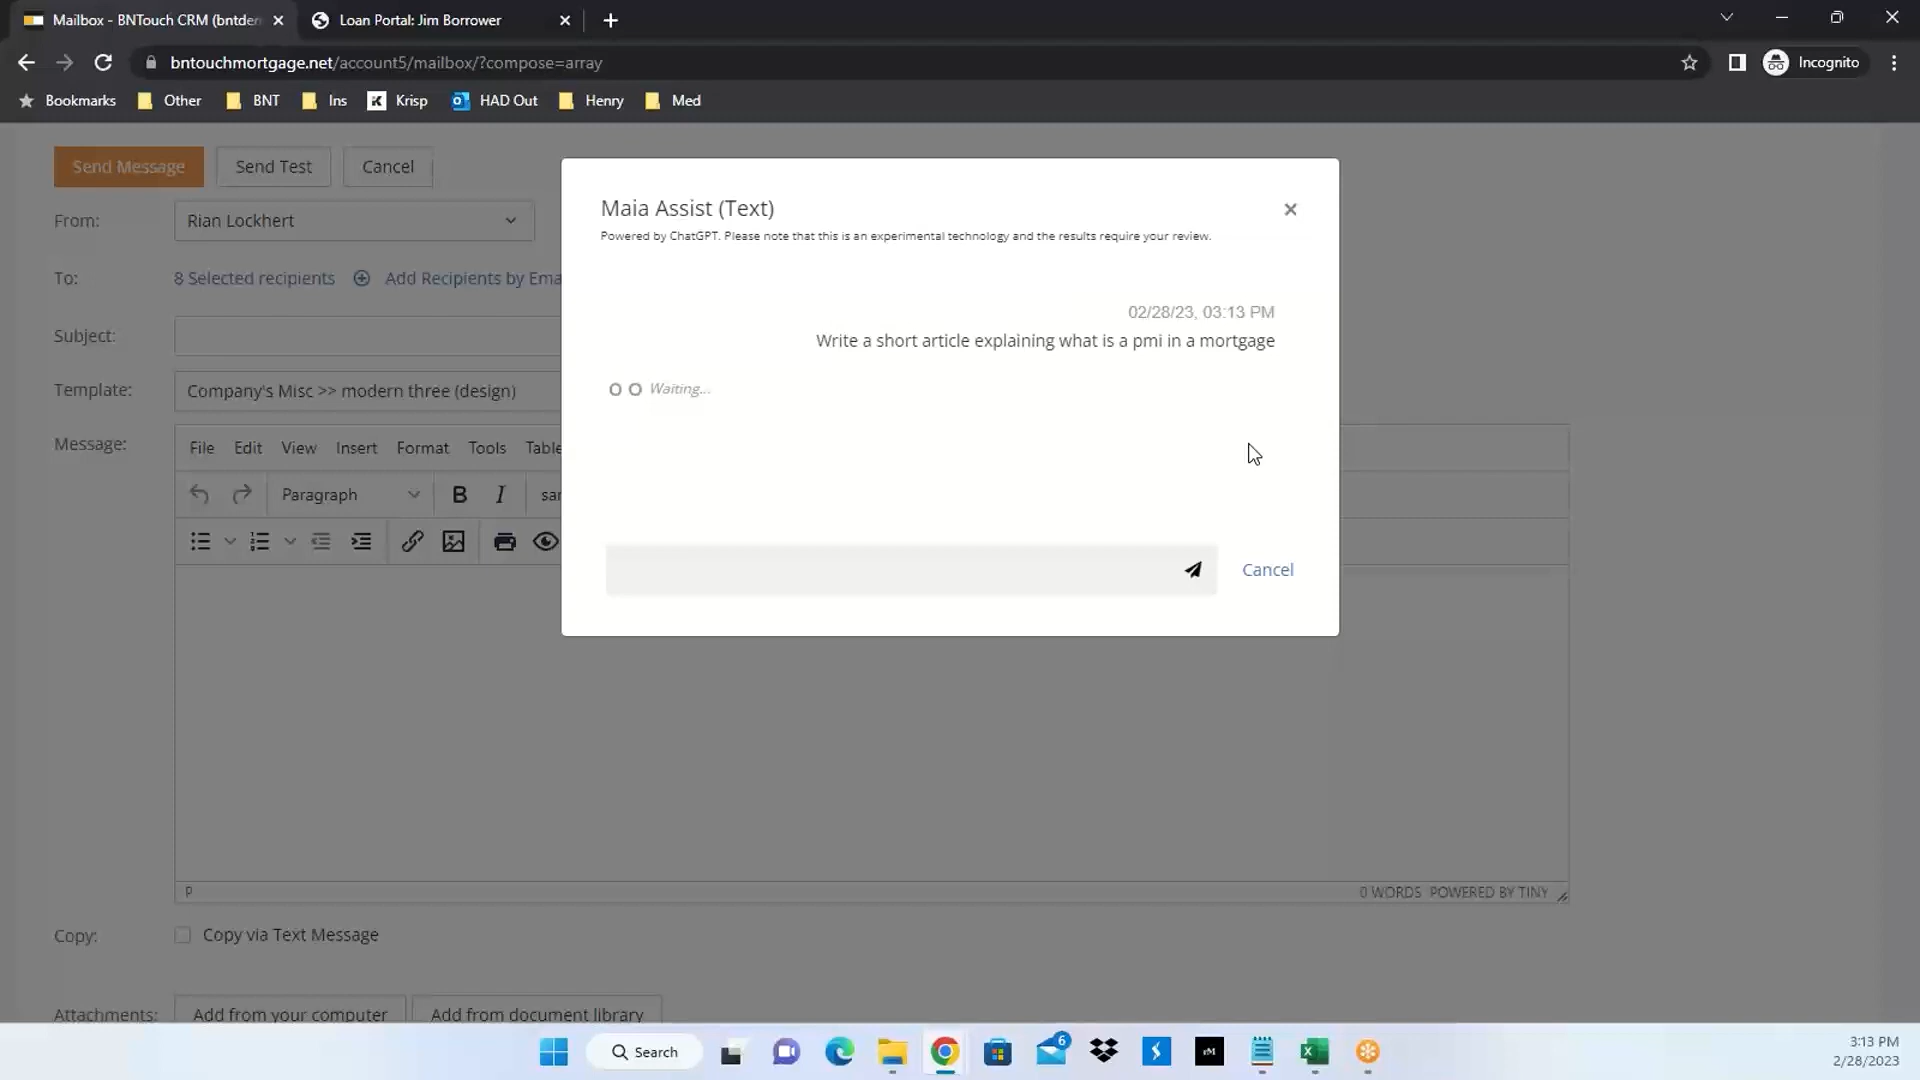 Mailbox - BNTouch CRM (bntder
Loan Portal: Jim Borrower
bntouchmortgage.net/account5/mailbox/?compose=array
Incognito
Bookmarks
Other
BNT
Ins
Krisp
HAD Out
Henry
Med
Send Message
Send Test
Cancel
From:
Rian Lockhert
To:
8 Selected recipients
Add Recipients by Ema
Subject:
Template:
Company's Misc >> modern three (design)
Message:
File Edit View Insert Format Tools Table
Paragraph
B I
san
P
0 WORDS POWERED BY TINY
Copy:
Copy via Text Message
Attachments:
Add from your computer
Add from document library
Maia Assist (Text)
Powered by ChatGPT. Please note that this is an experimental technology and the results require your review.
02/28/23, 03:13 PM
Write a short article explaining what is a pmi in a mortgage
Waiting...
Cancel
Search
6
rM
3:13 PM
2/28/2023